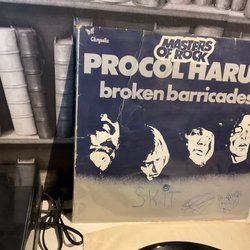 Chrysalis
MASTERS
OF ROCK
PROCOL HARU
broken barricades
SKIT